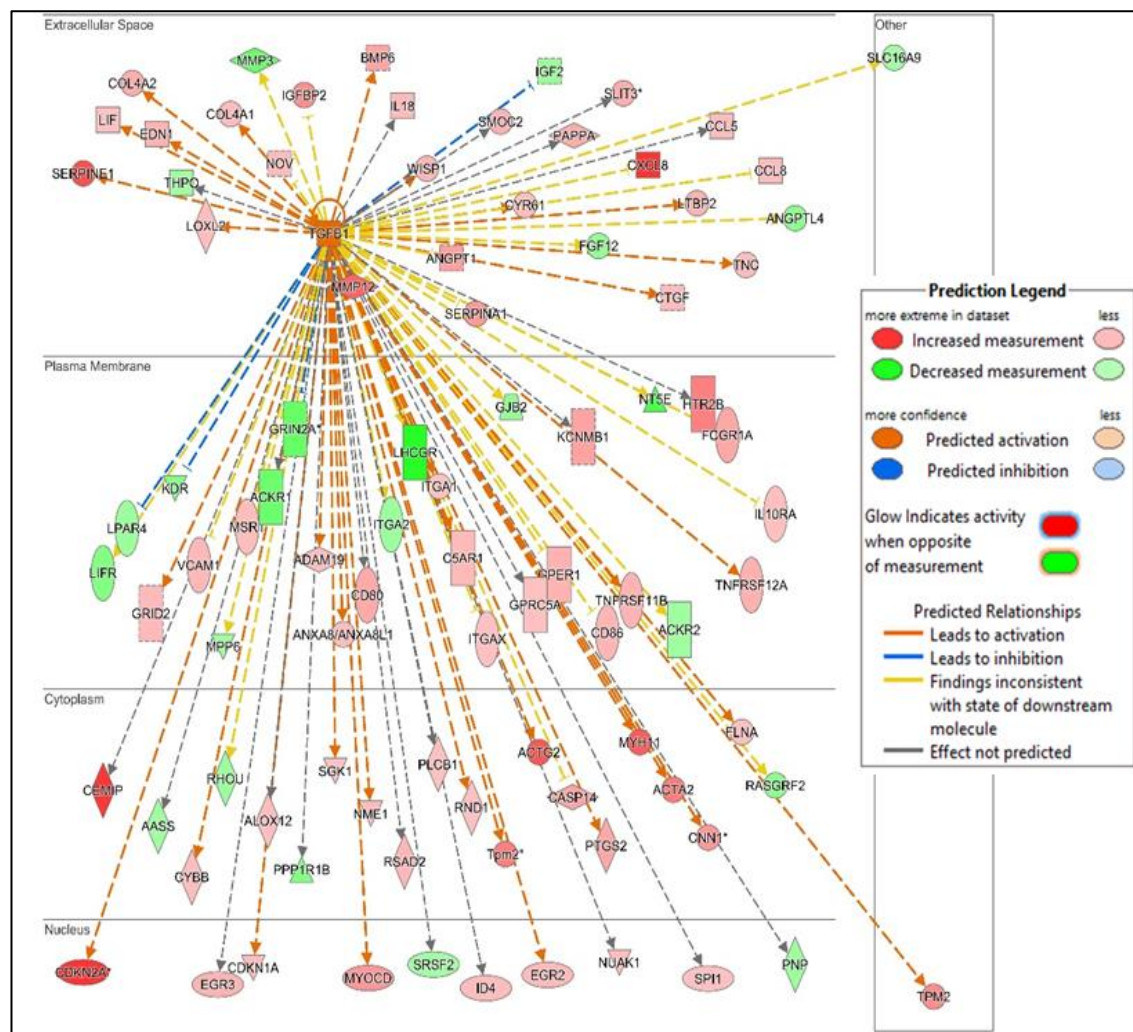 Extracellular Space
Other
MMP3
BMP6
SLC16A9
COL4A2
IGFBP2
IGF2
COL4A1
IL18
SLIT3*
LIF
EDN1
SMOC2
PAPPA
CCL5
NOV
WISP1
CXCL8
CCL8
SERPINE1
THPO
CYR61
LTBP2
LOXL2
TGFB1
FGF12
ANGPTL4
ANGPT1
TNC
MMP12
CTGF
SERPINA1
Plasma Membrane
GJB2
NT5E
HTR2B
GRIN2A*
LHCGR
KCNMB1
FCGR1A
KDR
ACKR1
ITGA1
LPAR4
MSR1
ITGA2
IL10RA
LIFR
VCAM1
ADAM19
C5AR1
GPER1
TNFRSF12A
GRID2
CD80
GPRC5A
TNFRSF11B
MPP6
ANXA8/ANXA8L1
ITGAX
CD86
ACKR2
Cytoplasm
FLNA
ACTG2
MYH11
CEMIP
RHOU
SGK1
PLCB1
CASP14
ACTA2
RASGRF2
AASS
ALOX12
NME1
RND1
CNN1*
CYBB
PPP1R1B
RSAD2
Tpm2*
PTGS2
Nucleus
CDKN2A*
EGR3
CDKN1A
MYOCD
SRSF2
ID4
EGR2
NUAK1
SPI1
PNP
TPM2
Prediction Legend
more extreme in dataset less
Increased measurement
Decreased measurement
more confidence less
Predicted activation
Predicted inhibition
Glow Indicates activity
when opposite
of measurement
Predicted Relationships
Leads to activation
Leads to inhibition
Findings inconsistent
with state of downstream
molecule
Effect not predicted